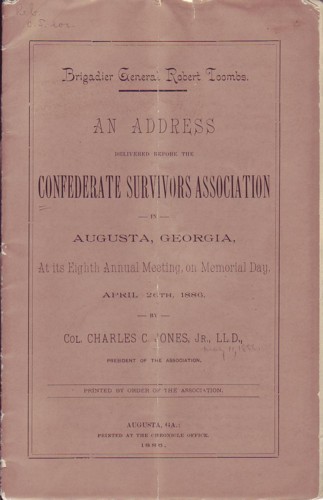 Brigadier General Robert Toombs.
AN ADDRESS
DELIVERED BEFORE THE
CONFEDERATE SURVIVORS ASSOCIATION
— IN —
AUGUSTA, GEORGIA,
At its Eighth Annual Meeting, on Memorial Day,
APRIL 26TH, 1886.
— BY —
COL. CHARLES C. JONES, JR., LL.D.,
PRESIDENT OF THE ASSOCIATION.
PRINTED BY ORDER OF THE ASSOCIATION.
AUGUSTA, GA.:
PRINTED AT THE CHRONICLE OFFICE.
1886.